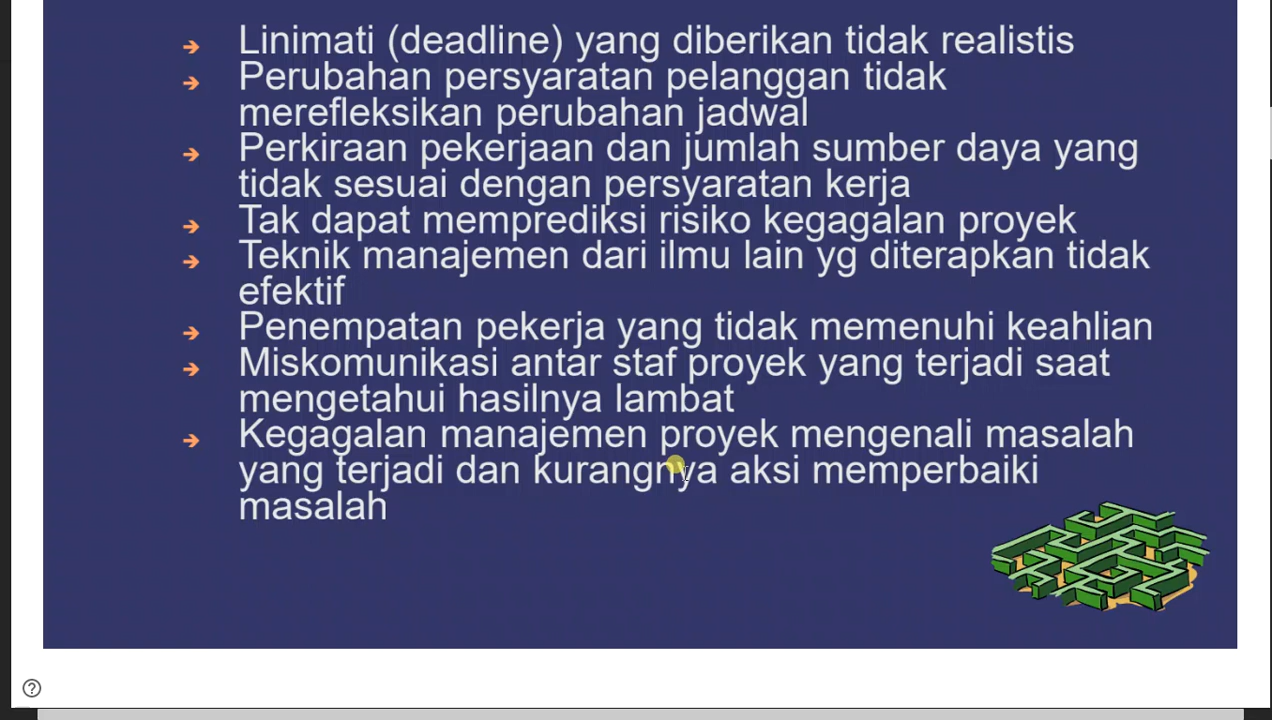 Linimati (deadline) yang diberikan tidak realistis
Perubahan persyaratan pelanggan tidak
merefleksikan perubahan jadwal
Perkiraan pekerjaan dan jumlah sumber daya yang
tidak sesuai dengan persyaratan kerja
Tak dapat memprediksi risiko kegagalan proyek
Teknik manajemen dari ilmu lain yg diterapkan tidak
efektif
Penempatan pekerja yang tidak memenuhi keahlian
Miskomunikasi antar staf proyek yang terjadi saat
mengetahui hasilnya lambat
Kegagalan manajemen proyek mengenali masalah
yang terjadi dan kurangnya aksi memperbaiki
masalah